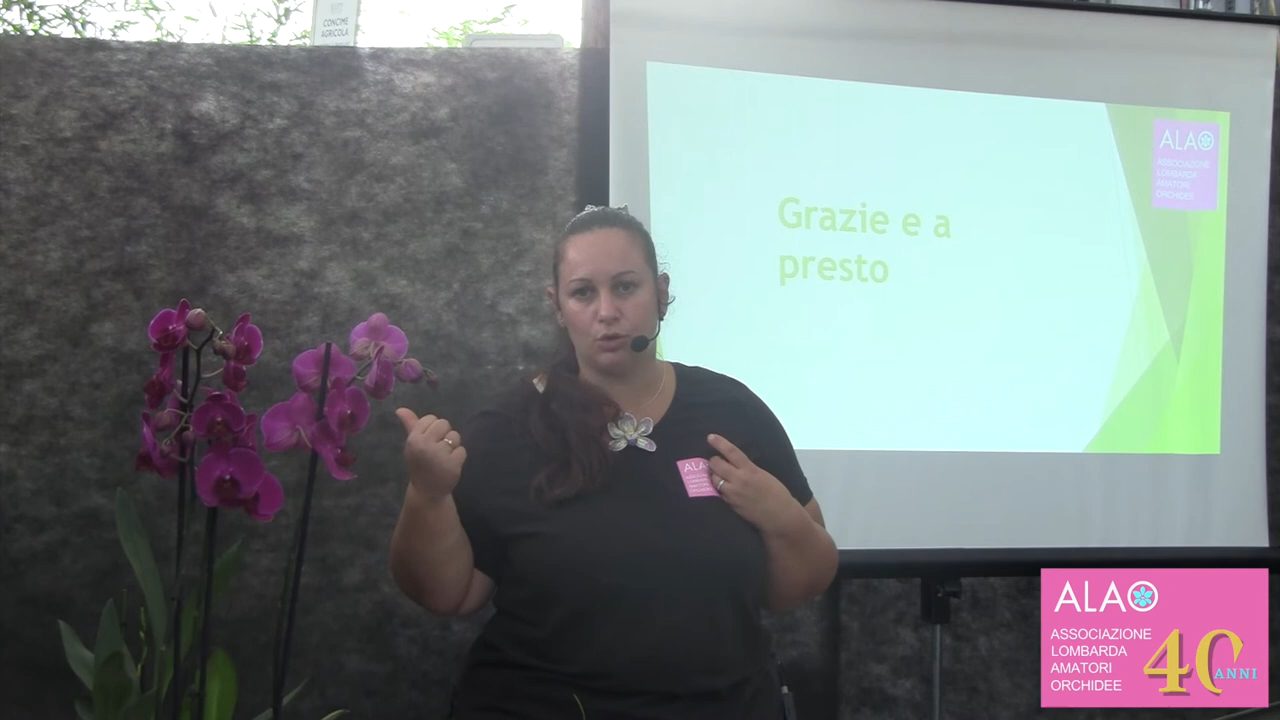 CONCIME
AGRICOLA
ALAO
ASSOCIAZIONE
LOMBARDA
AMATORI
ORCHIDEE
Grazie e a
presto
ALA
ALAO
ASSOCIAZIONE
LOMBARDA
AMATORI
ORCHIDEE
40
ANNI